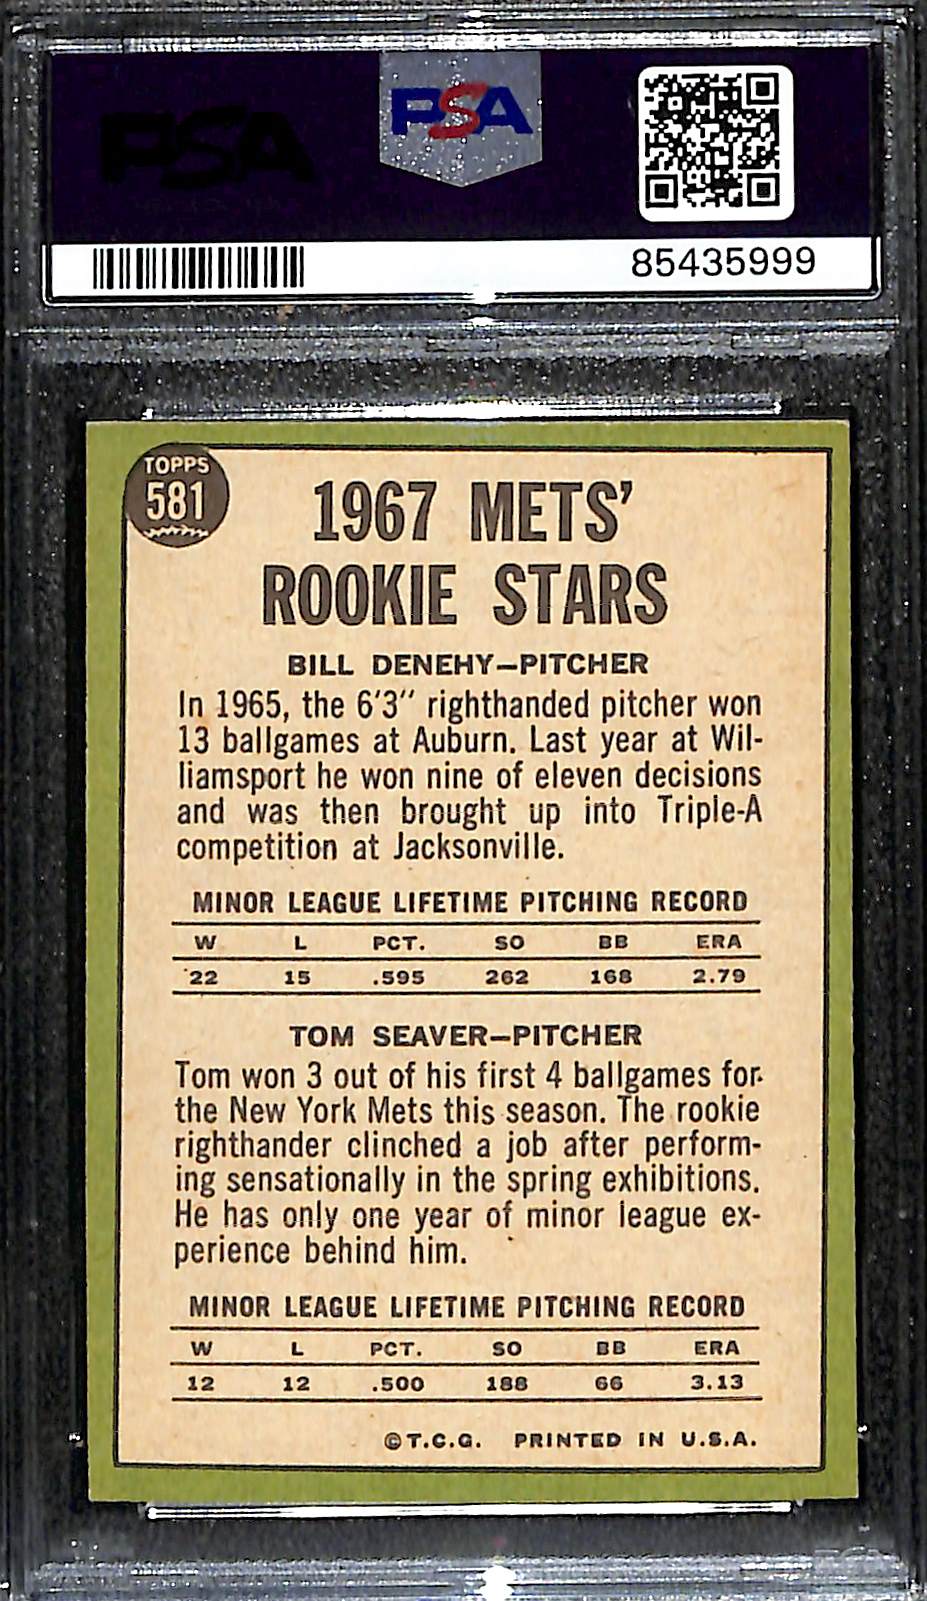 PSA
PSA
85435999
TOPPS
581
1967 METS'
ROOKIE STARS
BILL DENEHY—PITCHER
In 1965, the 6'3" righthanded pitcher won
13 ballgames at Auburn. Last year at Wil-
liamsport he won nine of eleven decisions
and was then brought up into Triple-A
competition at Jacksonville.
MINOR LEAGUE LIFETIME PITCHING RECORD
W L PCT. SO BB ERA
22 15 .595 262 168 2.79
TOM SEAVER—PITCHER
Tom won 3 out of his first 4 ballgames for
the New York Mets this season. The rookie
righthander clinched a job after perform-
ing sensationally in the spring exhibitions.
He has only one year of minor league ex-
perience behind him.
MINOR LEAGUE LIFETIME PITCHING RECORD
W L PCT. SO BB ERA
12 12 .500 188 66 3.13
©T.C.G. PRINTED IN U.S.A.